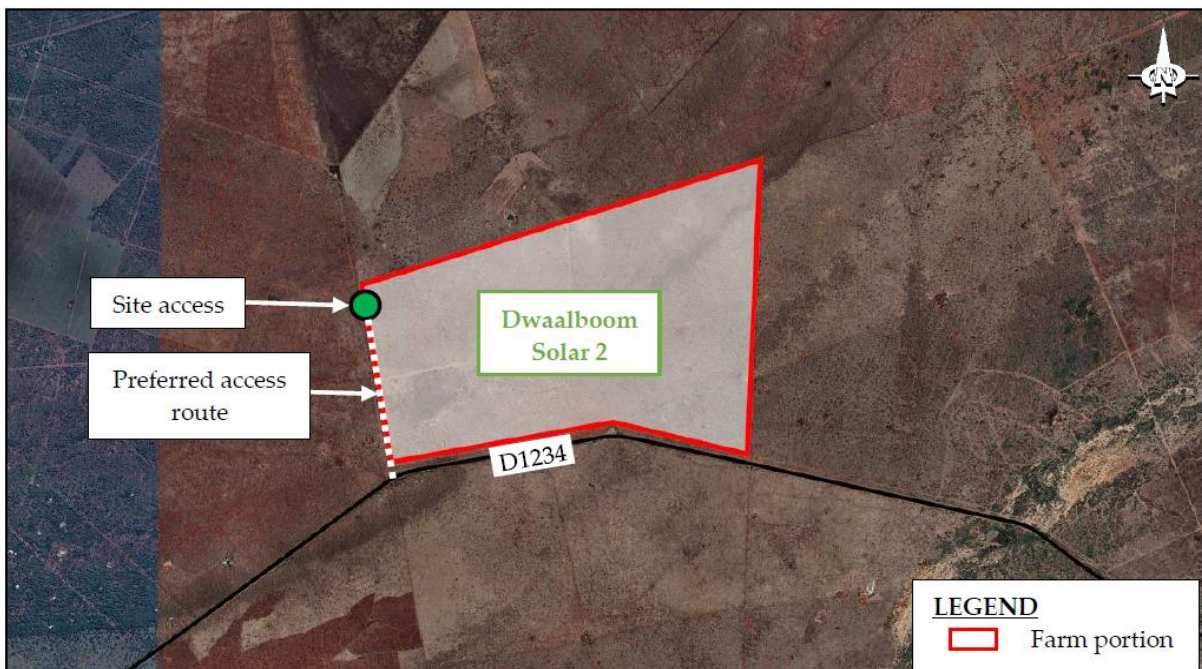 Site access
Preferred access
route
Dwaalboom
Solar 2
D1234
LEGEND
Farm portion